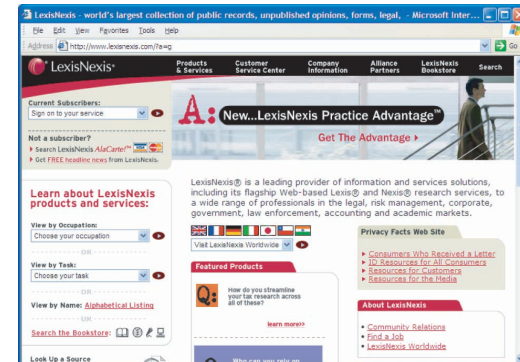 LexisNexis - world's largest collection of public records, unpublished opinions, forms, legal, - Microsoft Inter...
File Edit View Favorites Tools Help
Address http://www.lexisnexis.com/?a=g Go
LexisNexis®
Products & Services
Customer Service Center
Company Information
Alliance Partners
LexisNexis Bookstore
Search
Current Subscribers:
Sign on to your service
Not a subscriber?
Search LexisNexis AlaCarte!™
Get FREE headline news from LexisNexis.
A: New...LexisNexis Practice Advantage™
Get The Advantage
Learn about LexisNexis
products and services:
View by Occupation:
Choose your occupation
OR
View by Task:
Choose your task
OR
View by Name: Alphabetical Listing
OR
Search the Bookstore:
Look Up a Source
LexisNexis® is a leading provider of information and services solutions,
including its flagship Web-based Lexis® and Nexis® research services, to
a wide range of professionals in the legal, risk management, corporate,
government, law enforcement, accounting and academic markets.
Visit LexisNexis Worldwide
Featured Products
Q: How do you streamline
your tax research across
all of these?
learn more>>
Who can you rely on
Privacy Facts Web Site
Consumers Who Received a Letter
ID Resources for All Consumers
Resources for Customers
Resources for the Media
About LexisNexis
Community Relations
Find a Job
LexisNexis Worldwide